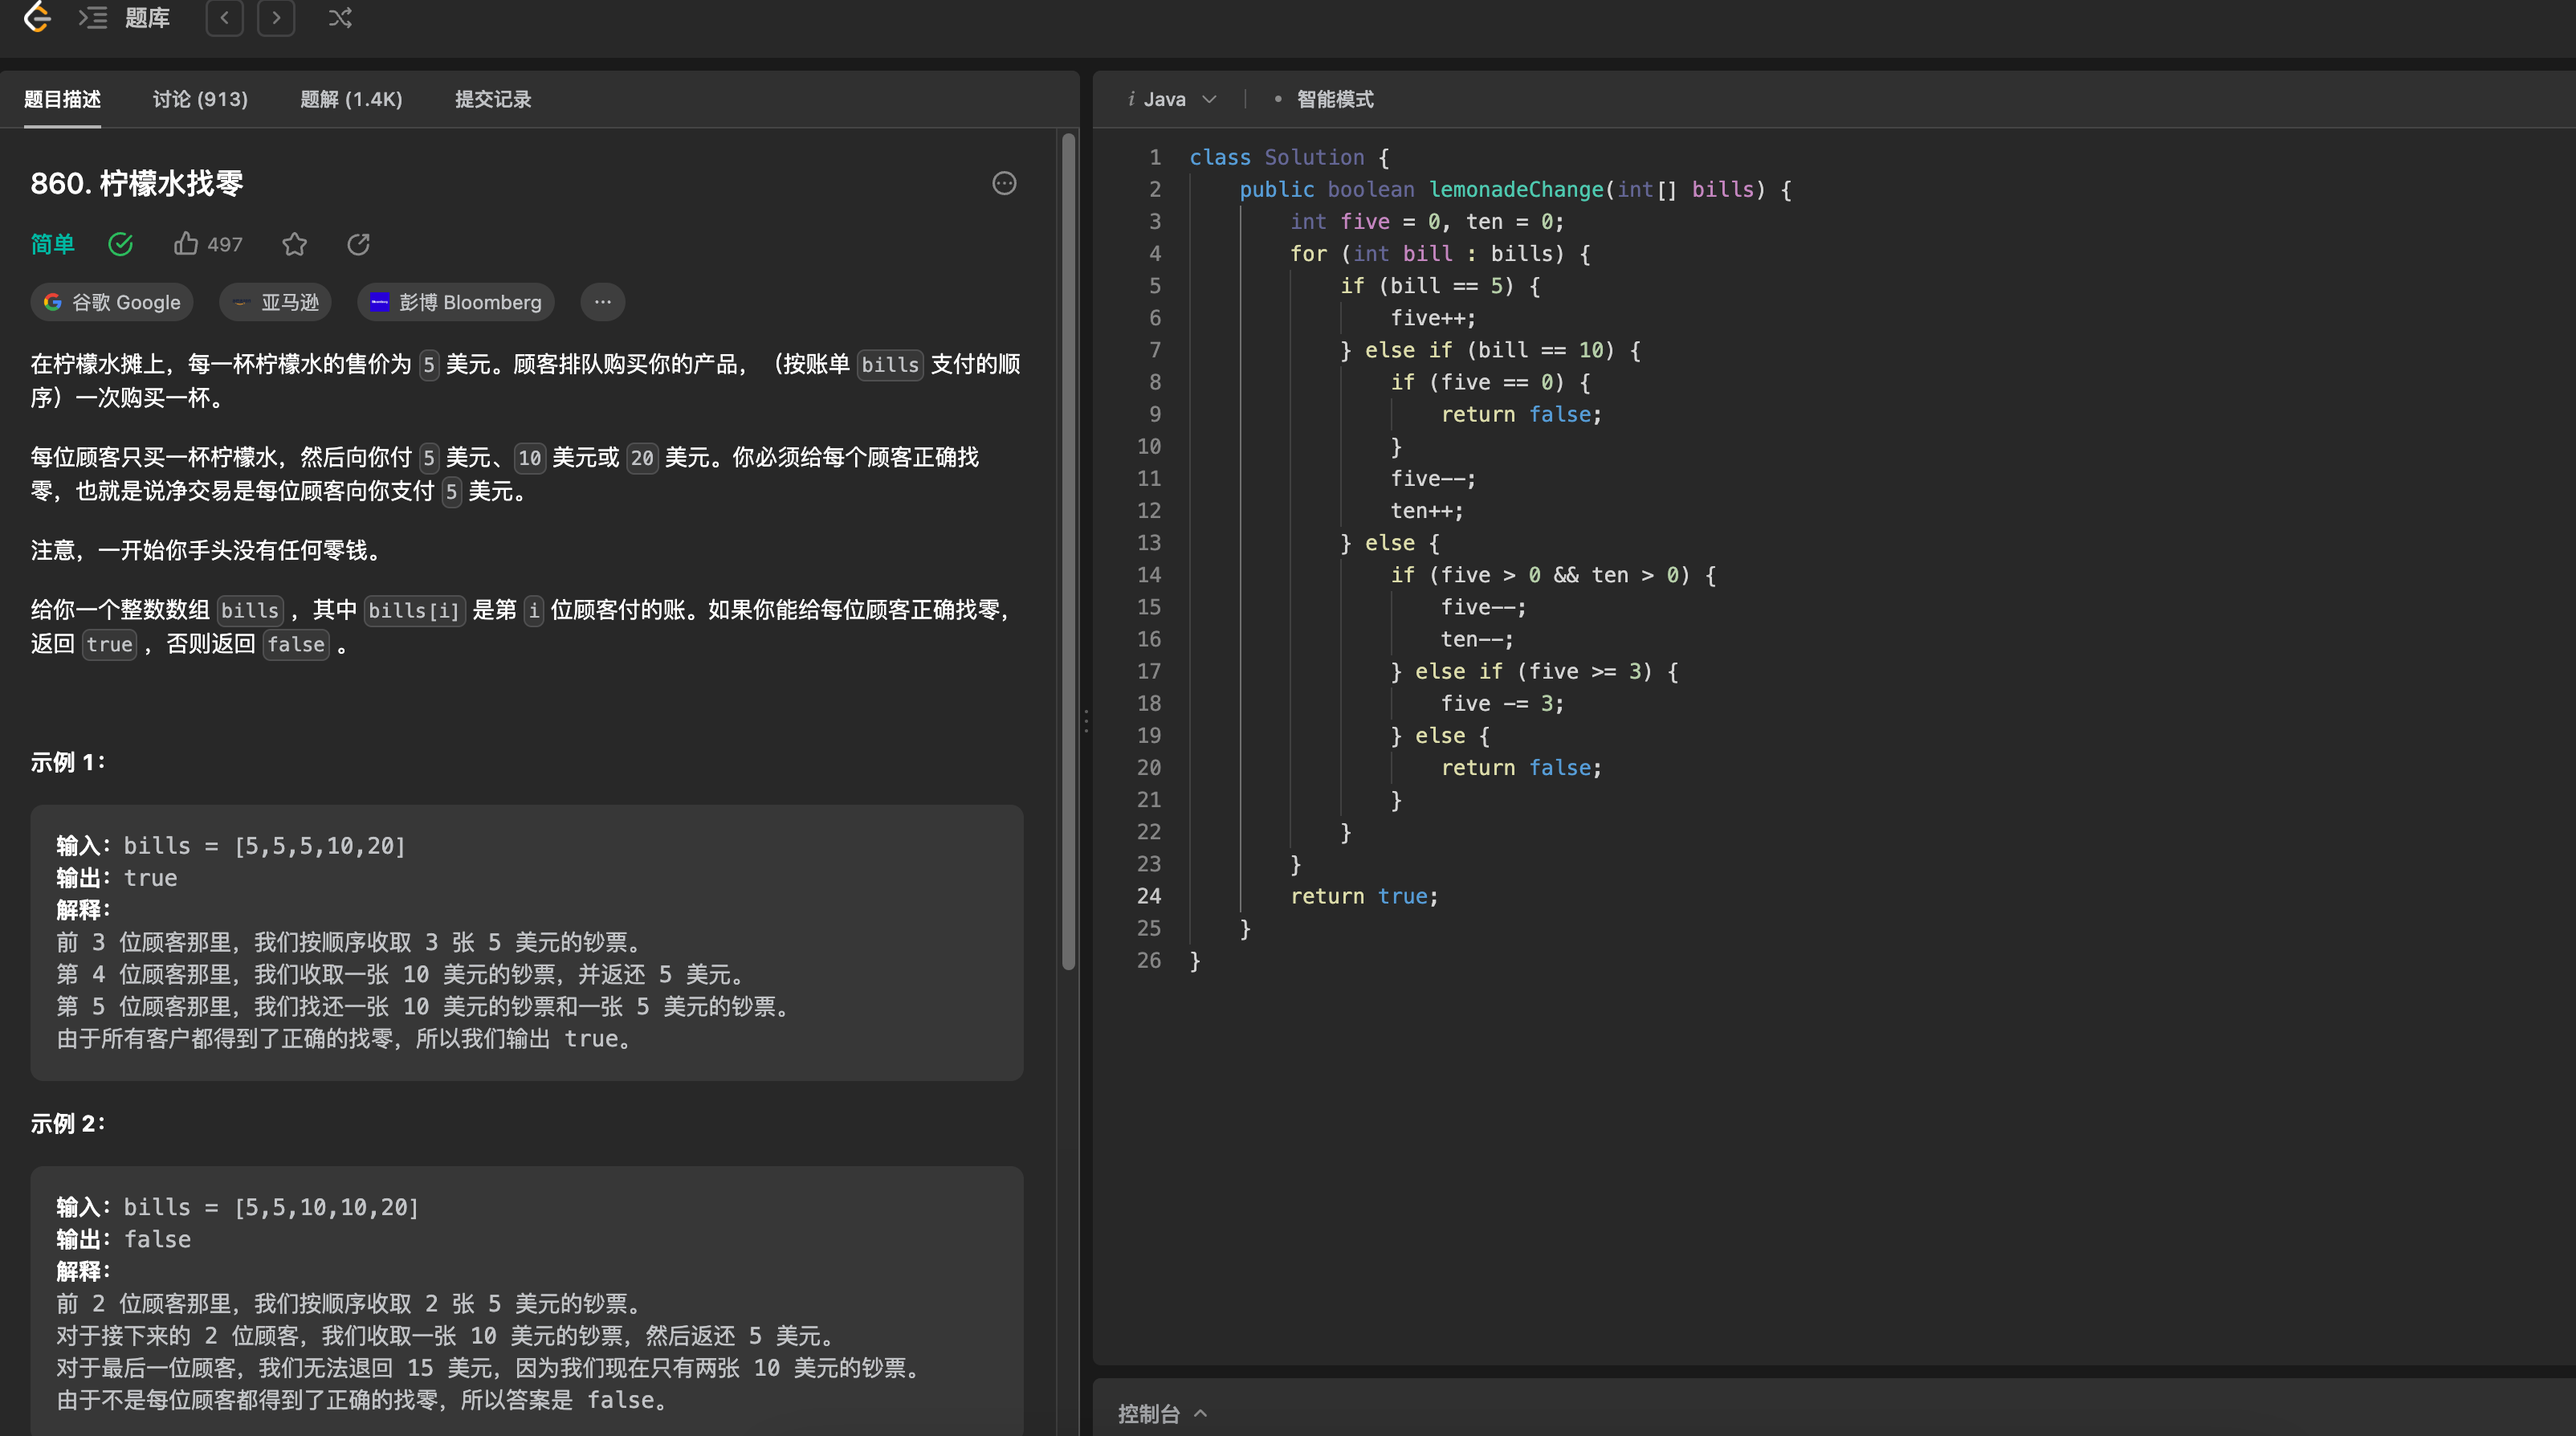 题库
题目描述 讨论 (913) 题解 (1.4K) 提交记录
860. 柠檬水找零
简单 497
谷歌 Google 亚马逊 彭博 Bloomberg ...
在柠檬水摊上，每一杯柠檬水的售价为 5 美元。顾客排队购买你的产品，（按账单 bills 支付的顺
序）一次购买一杯。
每位顾客只买一杯柠檬水，然后向你付 5 美元、10 美元或 20 美元。你必须给每个顾客正确找
零，也就是说净交易是每位顾客向你支付 5 美元。
注意，一开始你手头没有任何零钱。
给你一个整数数组 bills ，其中 bills[i] 是第 i 位顾客付的账。如果你能给每位顾客正确找零，
返回 true ，否则返回 false 。
示例 1：
输入：bills = [5,5,5,10,20]
输出：true
解释：
前 3 位顾客那里，我们按顺序收取 3 张 5 美元的钞票。
第 4 位顾客那里，我们收取一张 10 美元的钞票，并返还 5 美元。
第 5 位顾客那里，我们找还一张 10 美元的钞票和一张 5 美元的钞票。
由于所有客户都得到了正确的找零，所以我们输出 true。
示例 2：
输入：bills = [5,5,10,10,20]
输出：false
解释：
前 2 位顾客那里，我们按顺序收取 2 张 5 美元的钞票。
对于接下来的 2 位顾客，我们收取一张 10 美元的钞票，然后返还 5 美元。
对于最后一位顾客，我们无法退回 15 美元，因为我们现在只有两张 10 美元的钞票。
由于不是每位顾客都得到了正确的找零，所以答案是 false。
i Java 智能模式
1 class Solution {
2     public boolean lemonadeChange(int[] bills) {
3         int five = 0, ten = 0;
4         for (int bill : bills) {
5             if (bill == 5) {
6                 five++;
7             } else if (bill == 10) {
8                 if (five == 0) {
9                     return false;
10                 }
11                 five--;
12                 ten++;
13             } else {
14                 if (five > 0 && ten > 0) {
15                     five--;
16                     ten--;
17                 } else if (five >= 3) {
18                     five -= 3;
19                 } else {
20                     return false;
21                 }
22             }
23         }
24         return true;
25     }
26 }
控制台